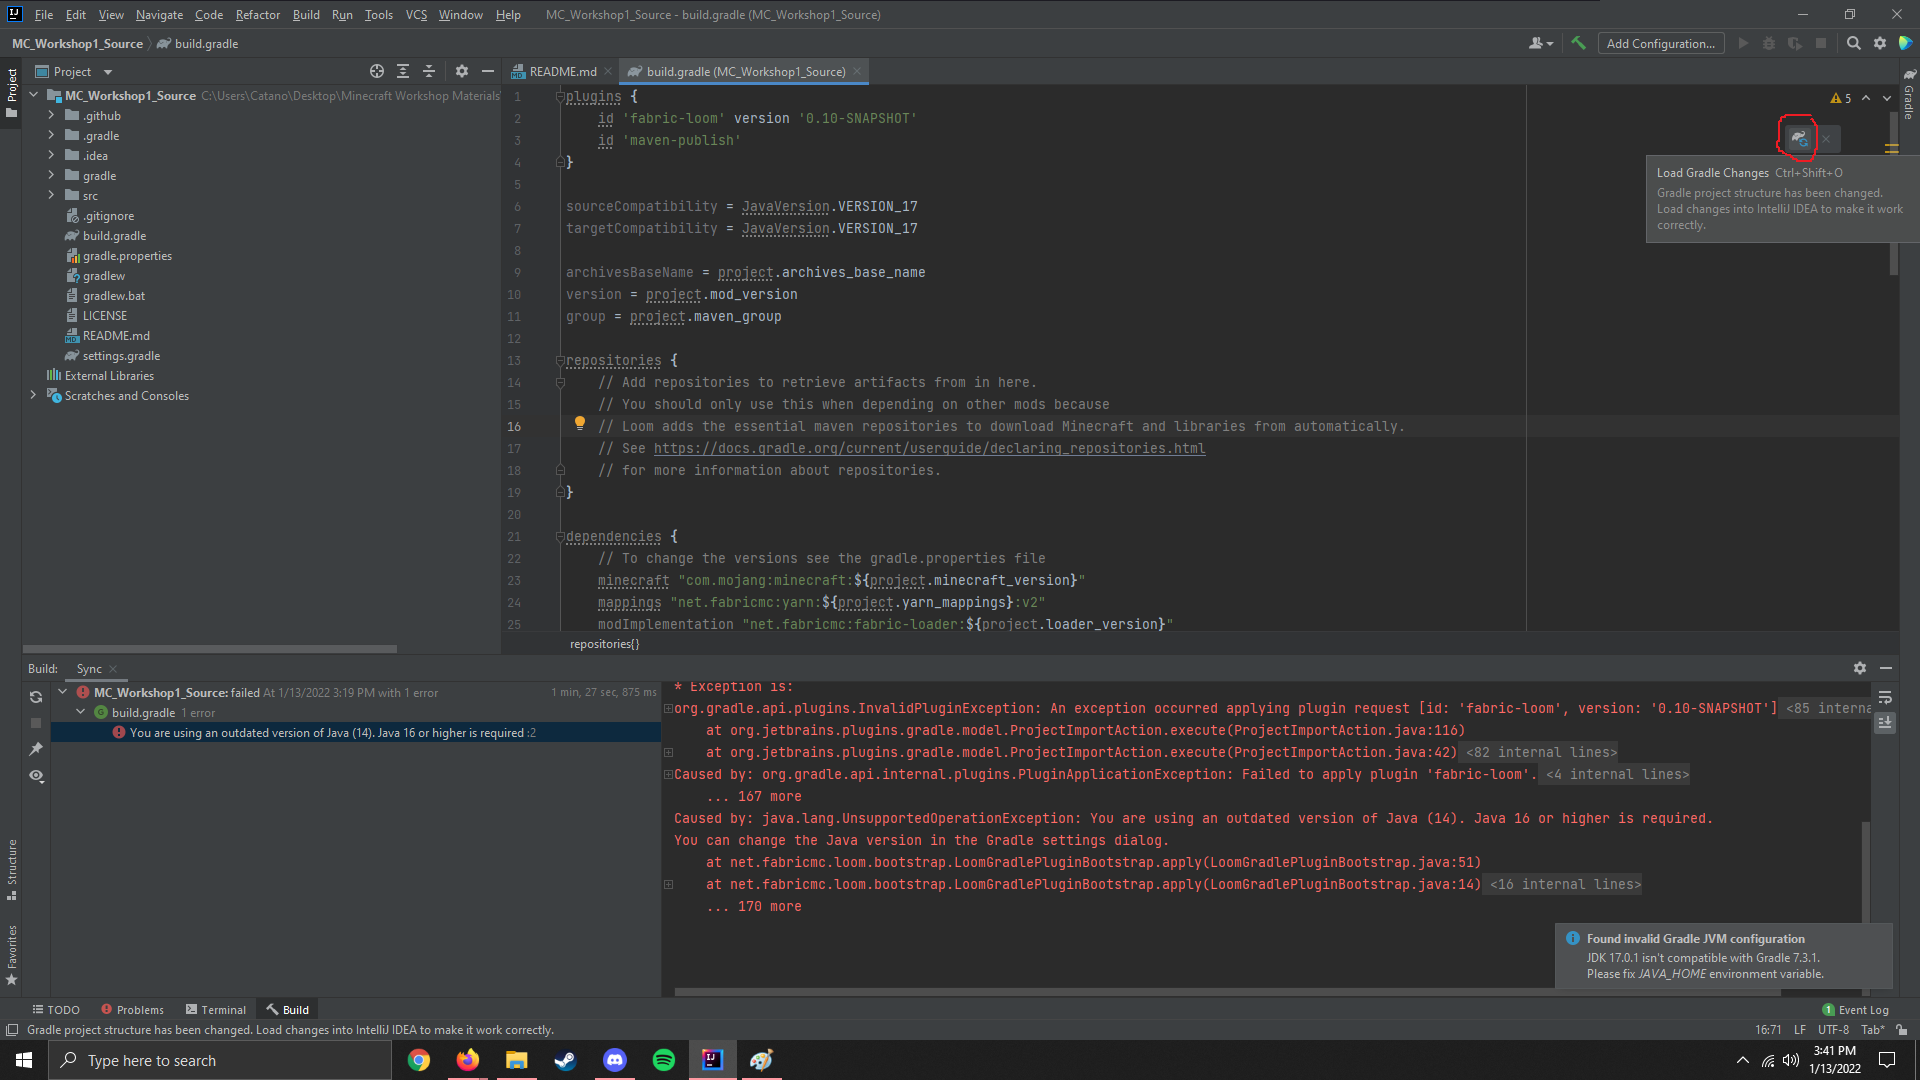 File Edit View Navigate Code Refactor Build Run Tools VCS Window Help MC_Workshop1_Source - build.gradle (MC_Workshop1_Source)
MC_Workshop1_Source build.gradle
Add Configuration...
Project
README.md
build.gradle (MC_Workshop1_Source)
Project
MC_Workshop1_Source C:\Users\Catano\Desktop\Minecraft Workshop Materials
.github
.gradle
.idea
gradle
src
.gitignore
build.gradle
gradle.properties
gradlew
gradlew.bat
LICENSE
README.md
settings.gradle
External Libraries
Scratches and Consoles
1 plugins {
2 id 'fabric-loom' version '0.10-SNAPSHOT'
3 id 'maven-publish'
4 }
5
6 sourceCompatibility = JavaVersion.VERSION_17
7 targetCompatibility = JavaVersion.VERSION_17
8
9 archivesBaseName = project.archives_base_name
10 version = project.mod_version
11 group = project.maven_group
12
13 repositories {
14 // Add repositories to retrieve artifacts from in here.
15 // You should only use this when depending on other mods because
16 // Loom adds the essential maven repositories to download Minecraft and libraries from automatically.
17 // See https://docs.gradle.org/current/userguide/declaring_repositories.html
18 // for more information about repositories.
19 }
20
21 dependencies {
22 // To change the versions see the gradle.properties file
23 minecraft "com.mojang:minecraft:${project.minecraft_version}"
24 mappings "net.fabricmc:yarn:${project.yarn_mappings}:v2"
25 modImplementation "net.fabricmc:fabric-loader:${project.loader_version}"
repositories{}
5
Gradle
Load Gradle Changes Ctrl+Shift+O
Gradle project structure has been changed.
Load changes into IntelliJ IDEA to make it work
correctly.
Build: Sync
MC_Workshop1_Source: failed At 1/13/2022 3:19 PM with 1 error 1 min, 27 sec, 875 ms
build.gradle 1 error
You are using an outdated version of Java (14). Java 16 or higher is required :2
* Exception is:
org.gradle.api.plugins.InvalidPluginException: An exception occurred applying plugin request [id: 'fabric-loom', version: '0.10-SNAPSHOT'] <85 interna
at org.jetbrains.plugins.gradle.model.ProjectImportAction.execute(ProjectImportAction.java:116)
at org.jetbrains.plugins.gradle.model.ProjectImportAction.execute(ProjectImportAction.java:42) <82 internal lines>
Caused by: org.gradle.api.internal.plugins.PluginApplicationException: Failed to apply plugin 'fabric-loom'. <4 internal lines>
... 167 more
Caused by: java.lang.UnsupportedOperationException: You are using an outdated version of Java (14). Java 16 or higher is required.
You can change the Java version in the Gradle settings dialog.
at net.fabricmc.loom.bootstrap.LoomGradlePluginBootstrap.apply(LoomGradlePluginBootstrap.java:51)
at net.fabricmc.loom.bootstrap.LoomGradlePluginBootstrap.apply(LoomGradlePluginBootstrap.java:14) <16 internal lines>
... 170 more
Structure
Favorites
Found invalid Gradle JVM configuration
JDK 17.0.1 isn't compatible with Gradle 7.3.1.
Please fix JAVA_HOME environment variable.
TODO Problems Terminal Build
1 Event Log
Gradle project structure has been changed. Load changes into IntelliJ IDEA to make it work correctly.
16:71 LF UTF-8 Tab*
Type here to search
3:41 PM
1/13/2022